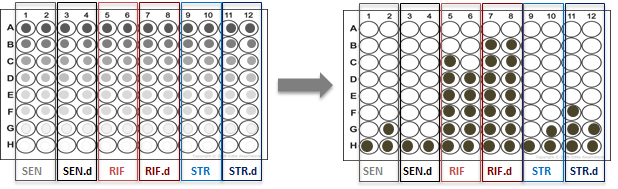 1 2 3 4 5 6 7 8 9 10 11 12
A
B
C
D
E
F
G
H
SEN SEN.d RIF RIF.d STR STR.d
1 2 3 4 5 6 7 8 9 10 11 12
A
B
C
D
E
F
G
H
SEN SEN.d RIF RIF.d STR STR.d